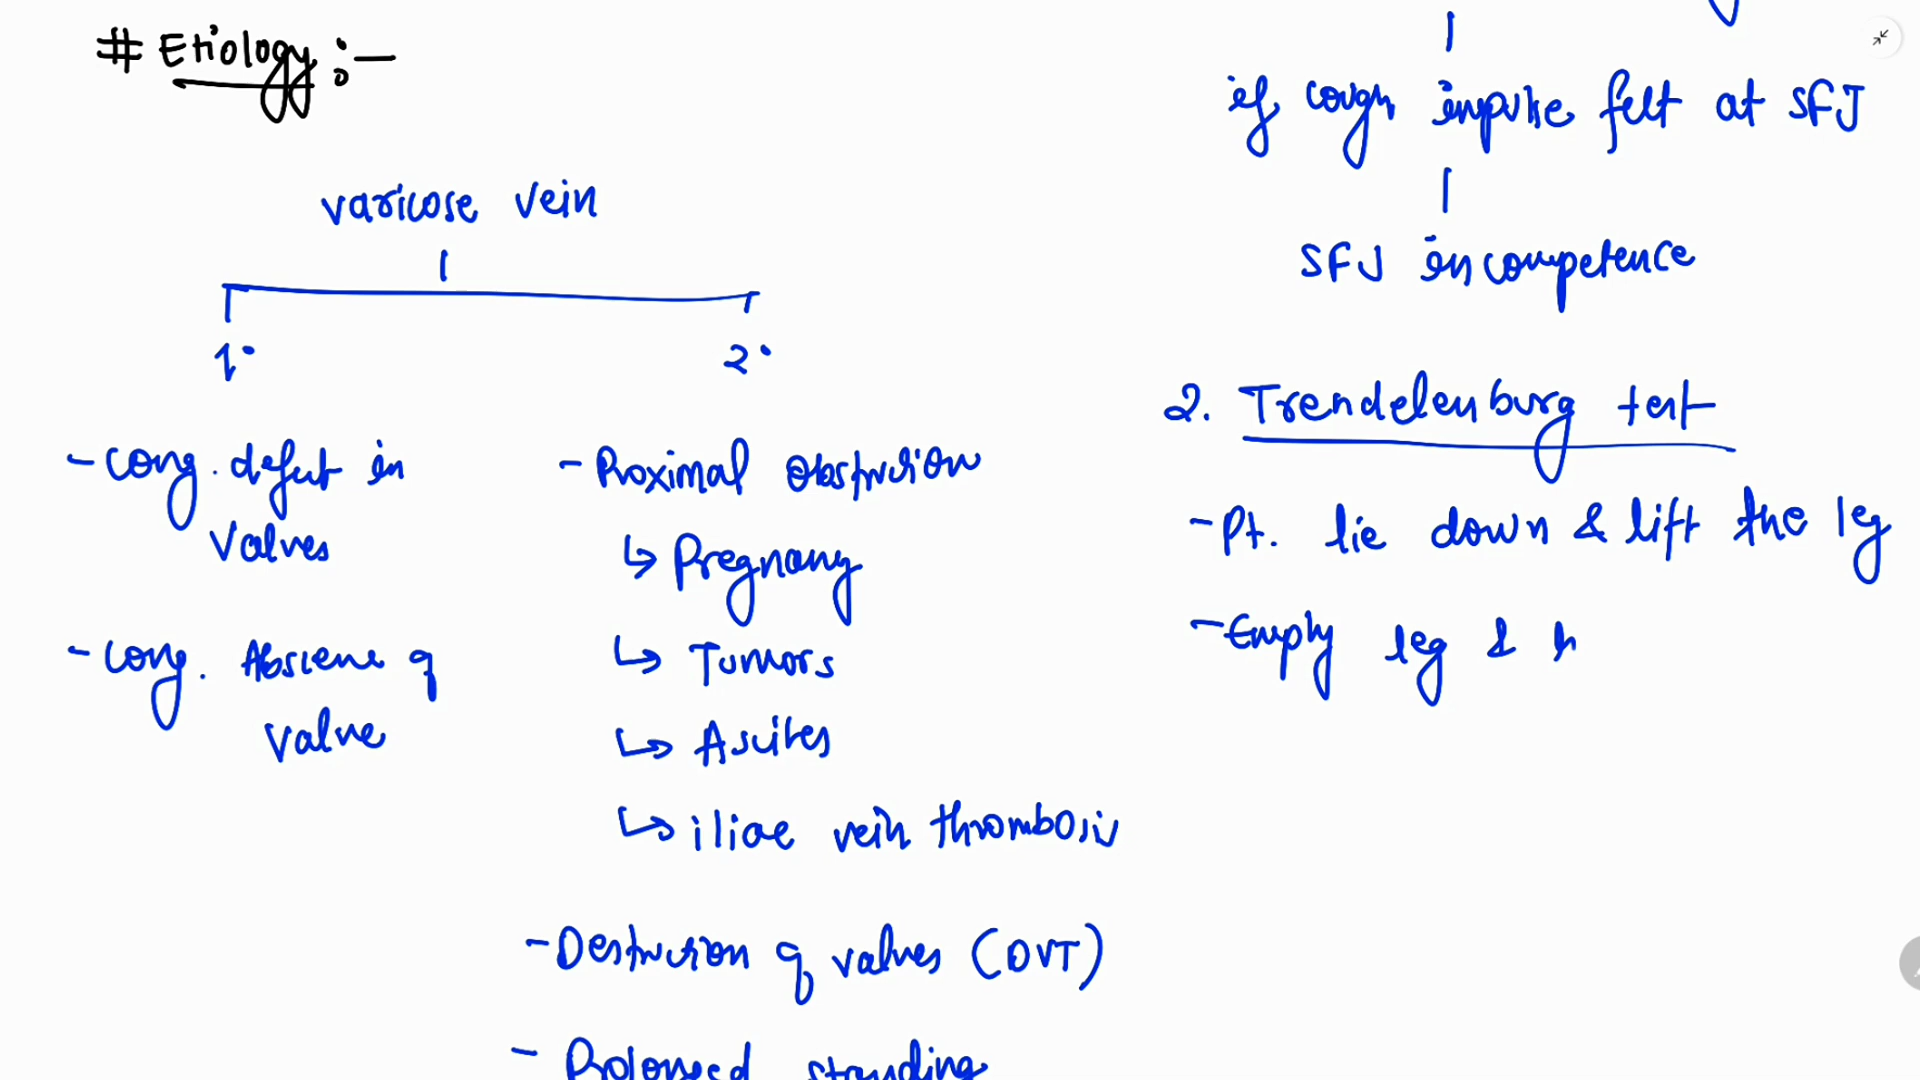 # Etiology :-
varicose vein
1°
2°
- Cong. defect in
Valves
- Cong. Absence of
valve
- Proximal obstruction
↳ Pregnancy
↳ Tumors
↳ Ascites
↳ iliac vein thrombosis
- Destruction of valves (DVT)
- Prolonged standing
if cough impulse felt at SFJ
SFJ incompetence
2. Trendelenburg test
- Pt. lie down & lift the leg
- Empty leg &